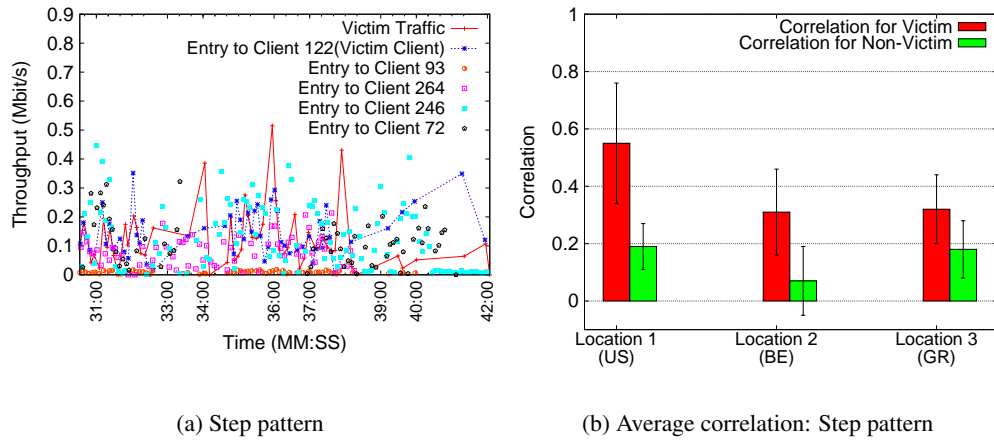 Throughput (Mbit/s)
0.9
0.8
0.7
0.6
0.5
0.4
0.3
0.2
0.1
0
Victim Traffic
Entry to Client 122(Victim Client)
Entry to Client 93
Entry to Client 264
Entry to Client 246
Entry to Client 72
31:00
33:00
34:00
36:00
37:00
39:00
40:00
42:00
Time (MM:SS)
(a) Step pattern
Correlation
1
0.8
0.6
0.4
0.2
0
Correlation for Victim
Correlation for Non-Victim
Location 1
(US)
Location 2
(BE)
Location 3
(GR)
(b) Average correlation: Step pattern